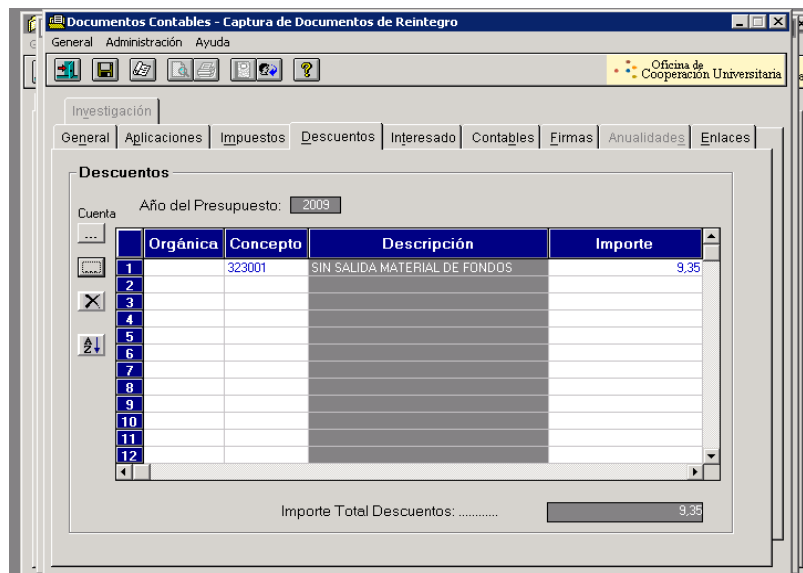 Documentos Contables - Captura de Documentos de Reintegro
General Administración Ayuda
Oficina de
Cooperación Universitaria
Investigación
General Aplicaciones Impuestos Descuentos Interesado Contables Firmas Anualidades Enlaces
Descuentos
Cuenta
Año del Presupuesto: 2009
...
Orgánica Concepto Descripción Importe
1 323001 SIN SALIDA MATERIAL DE FONDOS 9,35
2
3
4
5
6
7
8
9
10
11
12
Importe Total Descuentos: ............ 9,35